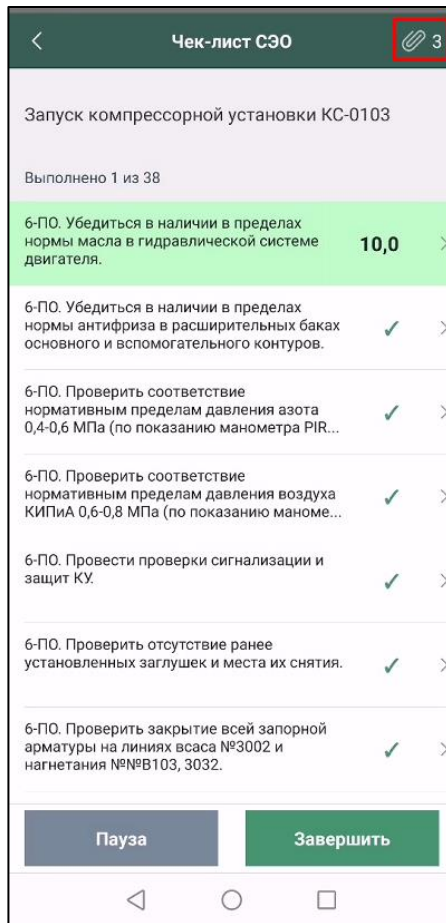 Чек-лист СЭО
3
Запуск компрессорной установки КС-0103
Выполнено 1 из 38
6-ПО. Убедиться в наличии в пределах
нормы масла в гидравлической системе
двигателя.
10,0
6-ПО. Убедиться в наличии в пределах
нормы антифриза в расширительных баках
основного и вспомогательного контуров.
6-ПО. Проверить соответствие
нормативным пределам давления азота
0,4-0,6 МПа (по показанию манометра PIR...
6-ПО. Проверить соответствие
нормативным пределам давления воздуха
КИПиА 0,6-0,8 МПа (по показанию маноме...
6-ПО. Провести проверки сигнализации и
защит КУ.
6-ПО. Проверить отсутствие ранее
установленных заглушек и места их снятия.
6-ПО. Проверить закрытие всей запорной
арматуры на линиях всаса №3002 и
нагнетания №№В103, 3032.
Пауза
Завершить